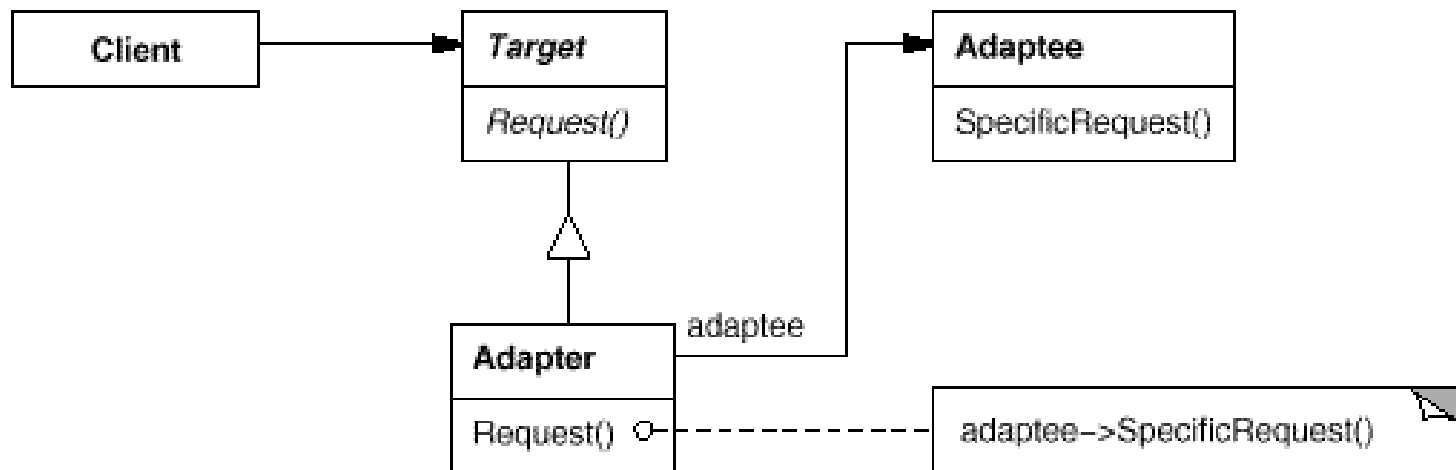 Client
Target
Request()
Adaptee
SpecificRequest()
adaptee
Adapter
Request()
adaptee->SpecificRequest()